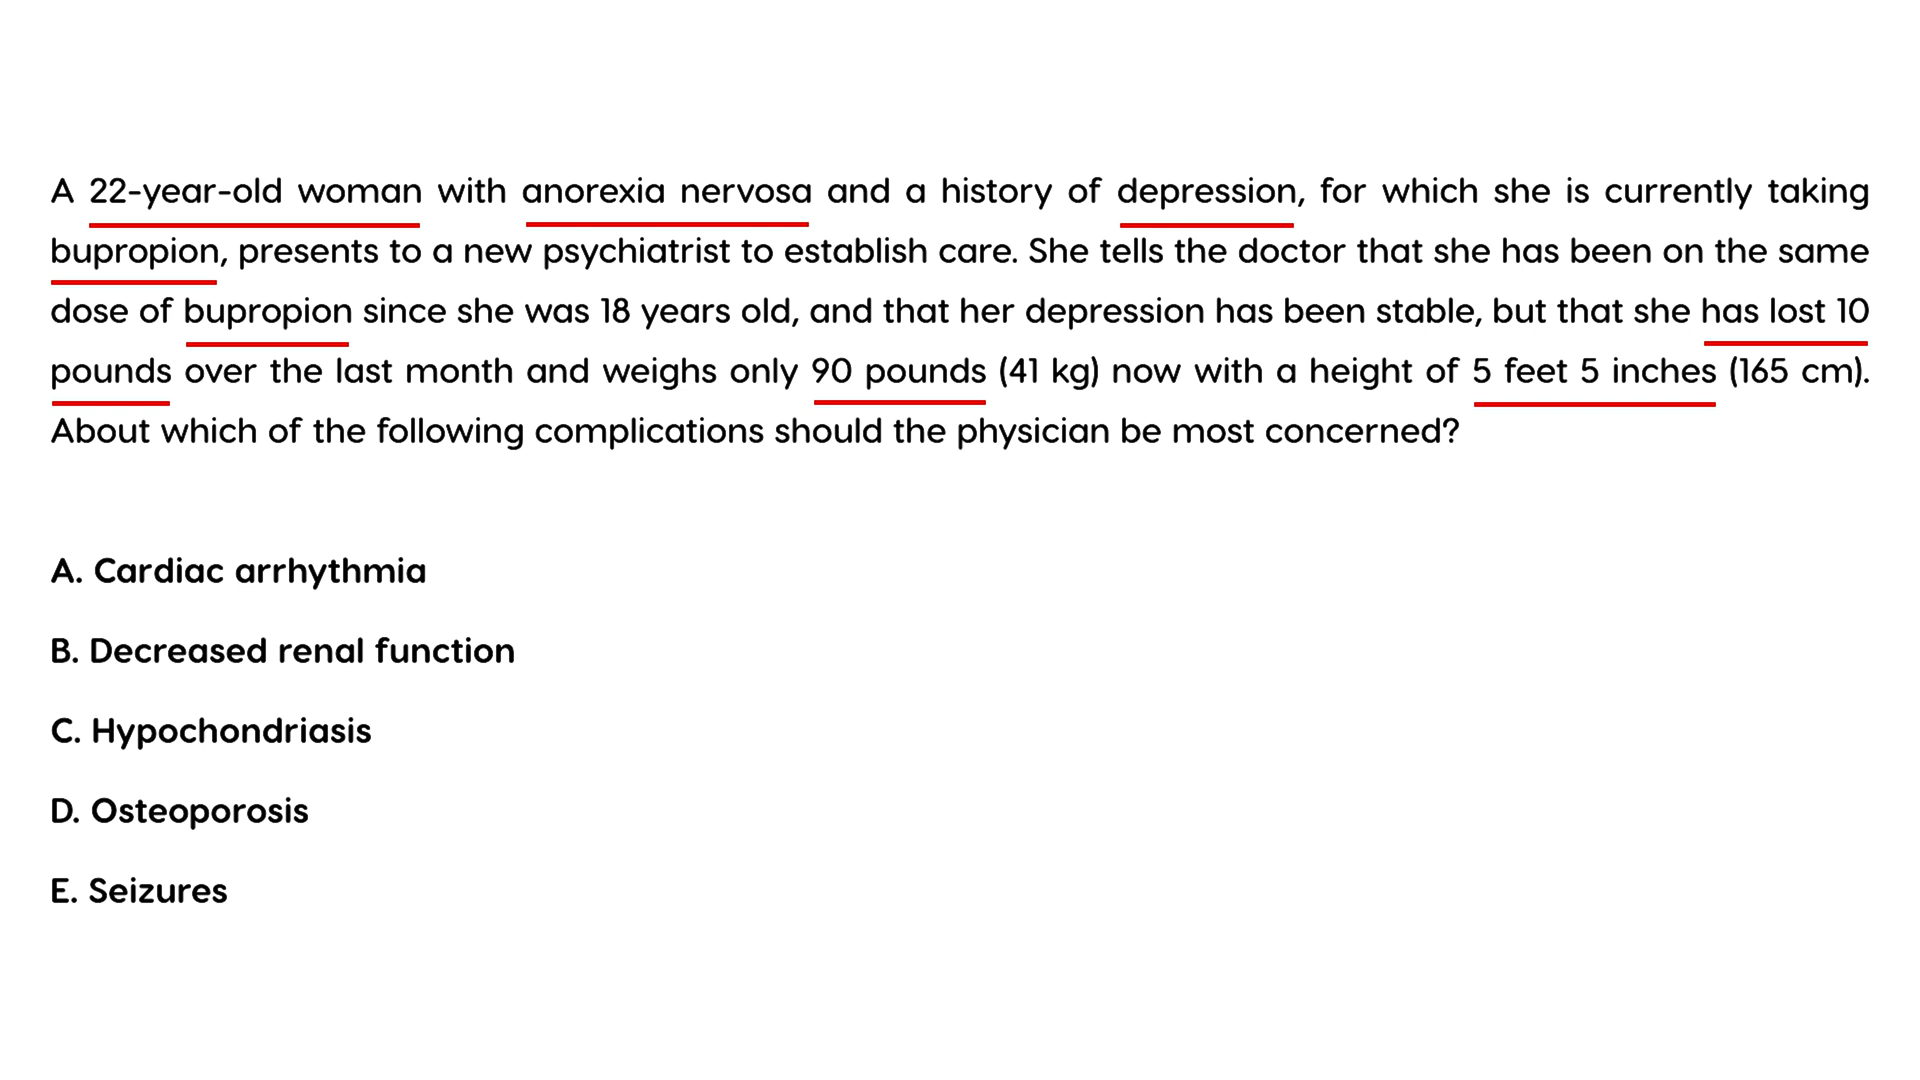 A 22-year-old woman with anorexia nervosa and a history of depression, for which she is currently taking
bupropion, presents to a new psychiatrist to establish care. She tells the doctor that she has been on the same
dose of bupropion since she was 18 years old, and that her depression has been stable, but that she has lost 10
pounds over the last month and weighs only 90 pounds (41 kg) now with a height of 5 feet 5 inches (165 cm).
About which of the following complications should the physician be most concerned?
A. Cardiac arrhythmia
B. Decreased renal function
C. Hypochondriasis
D. Osteoporosis
E. Seizures